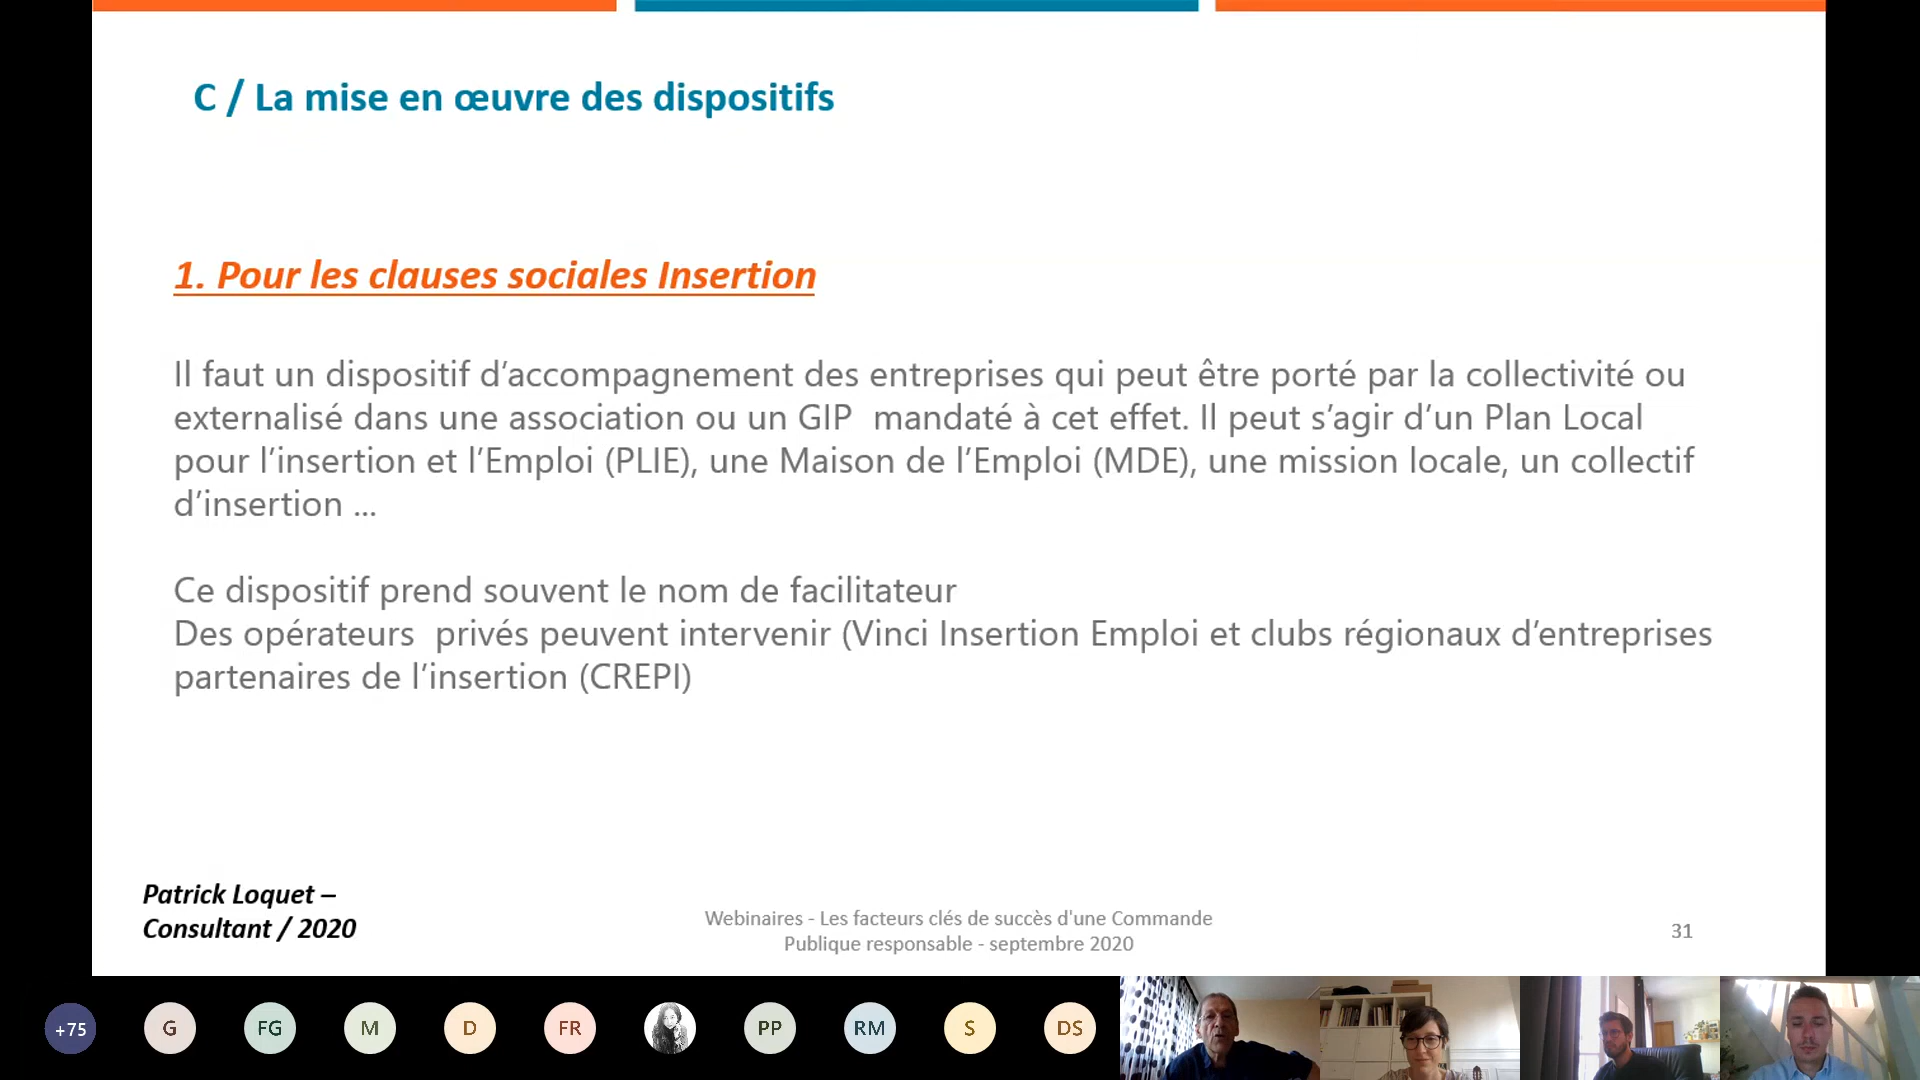 C / La mise en œuvre des dispositifs
1. Pour les clauses sociales Insertion
Il faut un dispositif d’accompagnement des entreprises qui peut être porté par la collectivité ou
externalisé dans une association ou un GIP  mandaté à cet effet. Il peut s’agir d’un Plan Local
pour l’insertion et l’Emploi (PLIE), une Maison de l’Emploi (MDE), une mission locale, un collectif
d’insertion ...
Ce dispositif prend souvent le nom de facilitateur
Des opérateurs  privés peuvent intervenir (Vinci Insertion Emploi et clubs régionaux d’entreprises
partenaires de l’insertion (CREPI)
Patrick Loquet –
Consultant / 2020
Webinaires - Les facteurs clés de succès d'une Commande
Publique responsable - septembre 2020
31
+75 G FG M D FR PP RM S DS